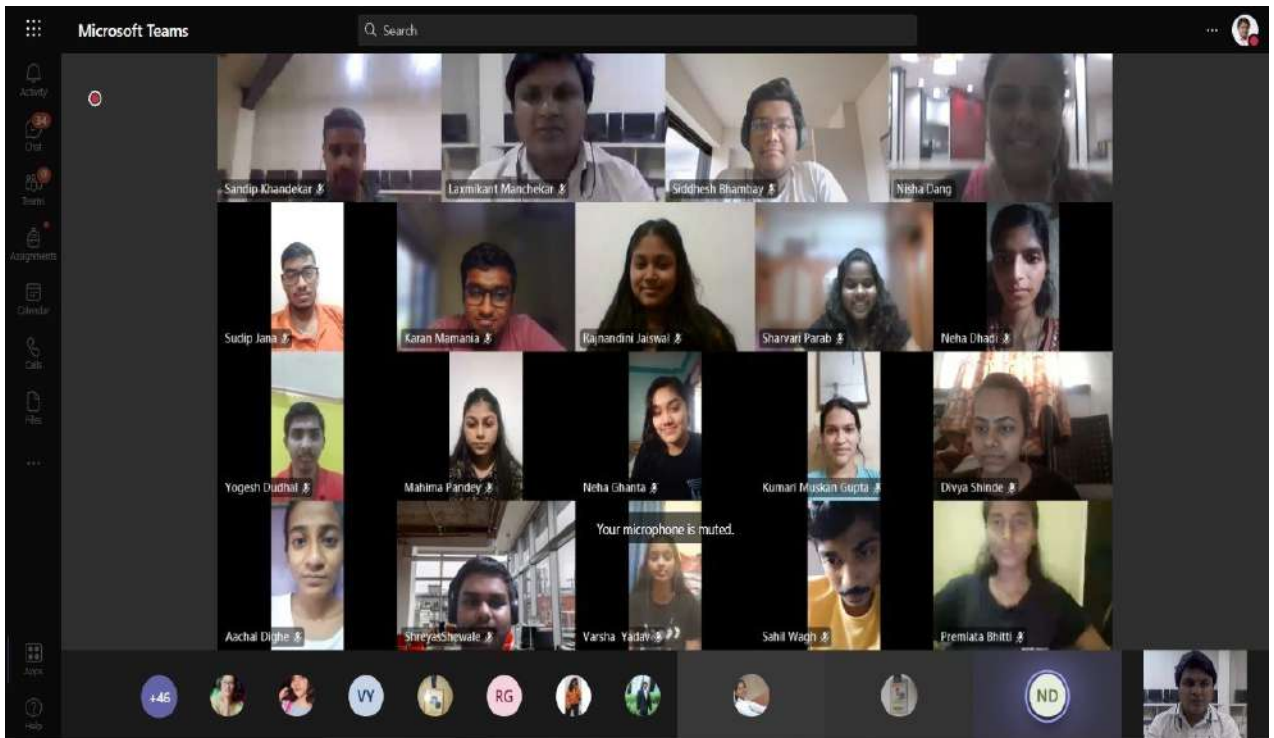 Microsoft Teams
Search
Activity
34
Chat
9
Teams
Assignments
Calendar
Calls
Files
Sandip Khandekar
Laxmikant Manchekar
Siddhesh Bhambay
Nisha Dang
Sudip Jana
Karan Mamania
Rajnandini Jaiswal
Sharvari Parab
Neha Dhadi
Yogesh Dudhal
Mahima Pandey
Neha Ghanta
Kumari Muskan Gupta
Divya Shinde
Your microphone is muted.
Aachal Dighe
ShreyasShewale
Varsha Yadav
Sahil Wagh
Premlata Bhitti
Apps
Help
+46
VY
RG
ND